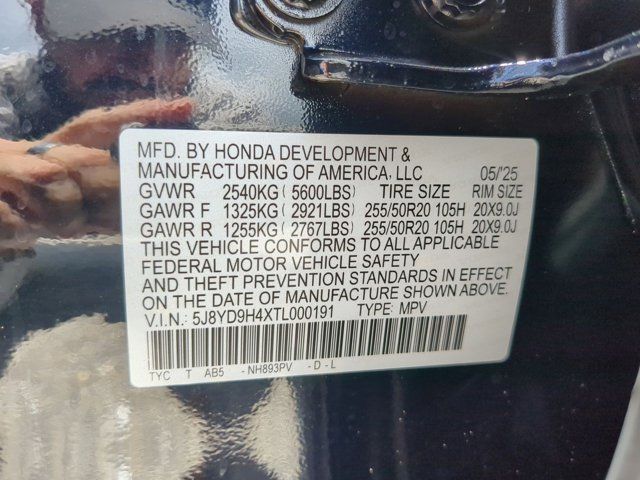 MFD. BY HONDA DEVELOPMENT &
MANUFACTURING OF AMERICA, LLC 05/'25
GVWR 2540KG ( 5600LBS) TIRE SIZE RIM SIZE
GAWR F 1325KG ( 2921LBS) 255/50R20 105H 20X9.0J
GAWR R 1255KG ( 2767LBS) 255/50R20 105H 20X9.0J
THIS VEHICLE CONFORMS TO ALL APPLICABLE
FEDERAL MOTOR VEHICLE SAFETY
AND THEFT PREVENTION STANDARDS IN EFFECT
ON THE DATE OF MANUFACTURE SHOWN ABOVE.
V.I.N: 5J8YD9H4XTL000191 TYPE: MPV
TYC T AB5 -NH893PV -D-L